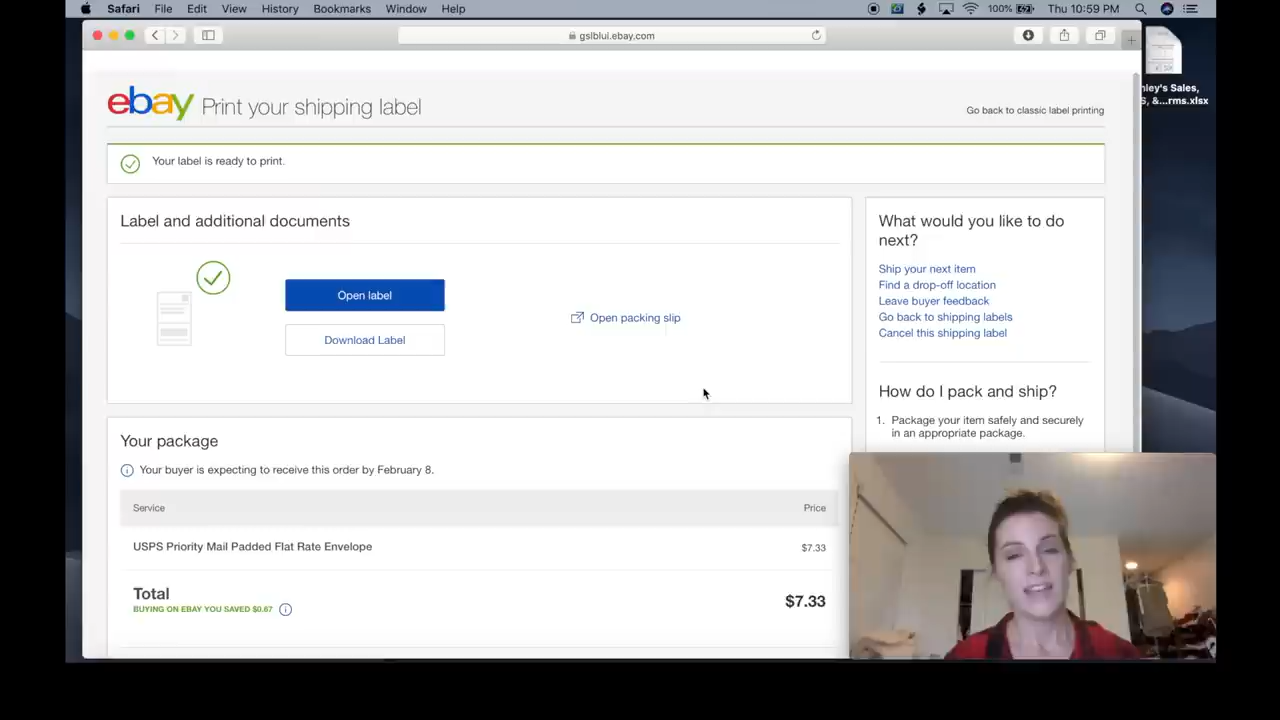 Safari File Edit View History Bookmarks Window Help 100% Thu 10:59 PM
gslblui.ebay.com
ley's Sales,
&...rms.xlsx
ebay Print your shipping label
Go back to classic label printing
Your label is ready to print.
Label and additional documents
Open label
Download Label
Open packing slip
What would you like to do
next?
Ship your next item
Find a drop-off location
Leave buyer feedback
Go back to shipping labels
Cancel this shipping label
How do I pack and ship?
1. Package your item safely and securely
in an appropriate package.
Your package
Your buyer is expecting to receive this order by February 8.
Service Price
USPS Priority Mail Padded Flat Rate Envelope $7.33
Total $7.33
BUYING ON EBAY YOU SAVED $0.67